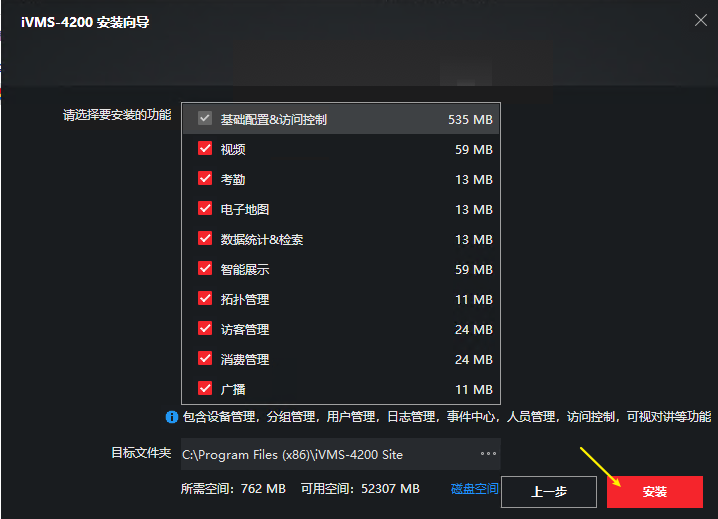 iVMS-4200 安装向导
请选择要安装的功能
基础配置&访问控制 535 MB
视频 59 MB
考勤 13 MB
电子地图 13 MB
数据统计&检索 13 MB
智能展示 59 MB
拓扑管理 11 MB
访客管理 24 MB
消费管理 24 MB
广播 11 MB
包含设备管理，分组管理，用户管理，日志管理，事件中心，人员管理，访问控制，可视对讲等功能
目标文件夹 C:\Program Files (x86)\iVMS-4200 Site
所需空间：762 MB 可用空间：52307 MB 磁盘空间
上一步 安装